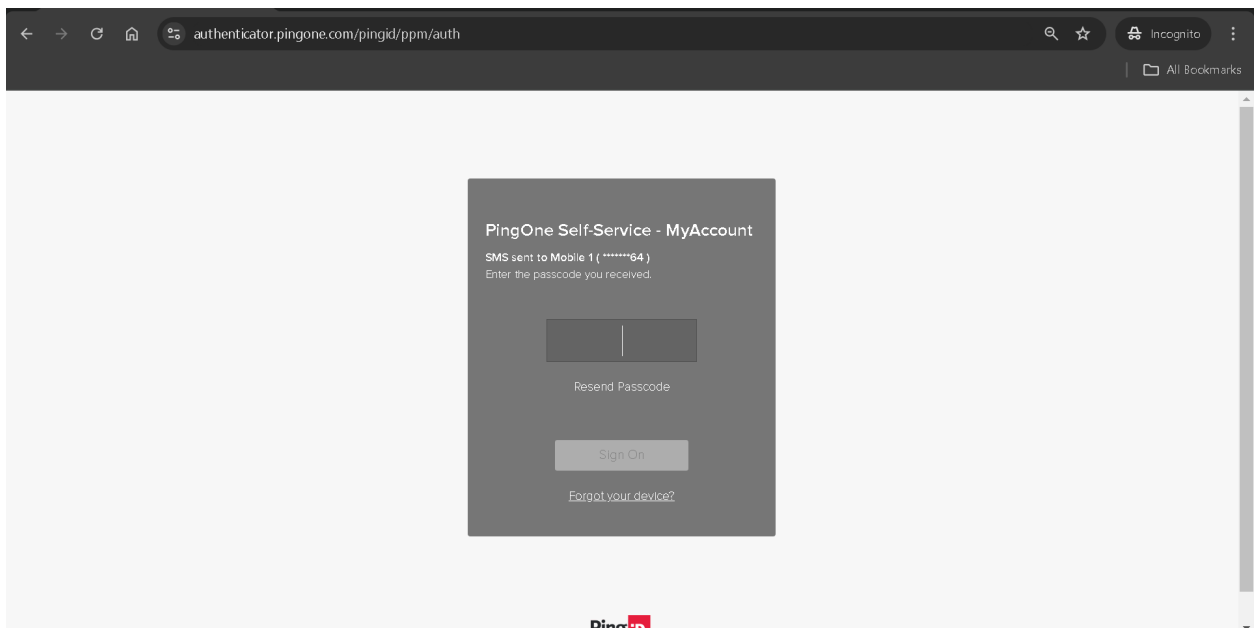 authenticator.pingone.com/pingid/ppm/auth
Incognito
All Bookmarks
PingOne Self-Service - MyAccount
SMS sent to Mobile 1 ( *******64 )
Enter the passcode you received.
Resend Passcode
Sign On
Forgot your device?
PingID